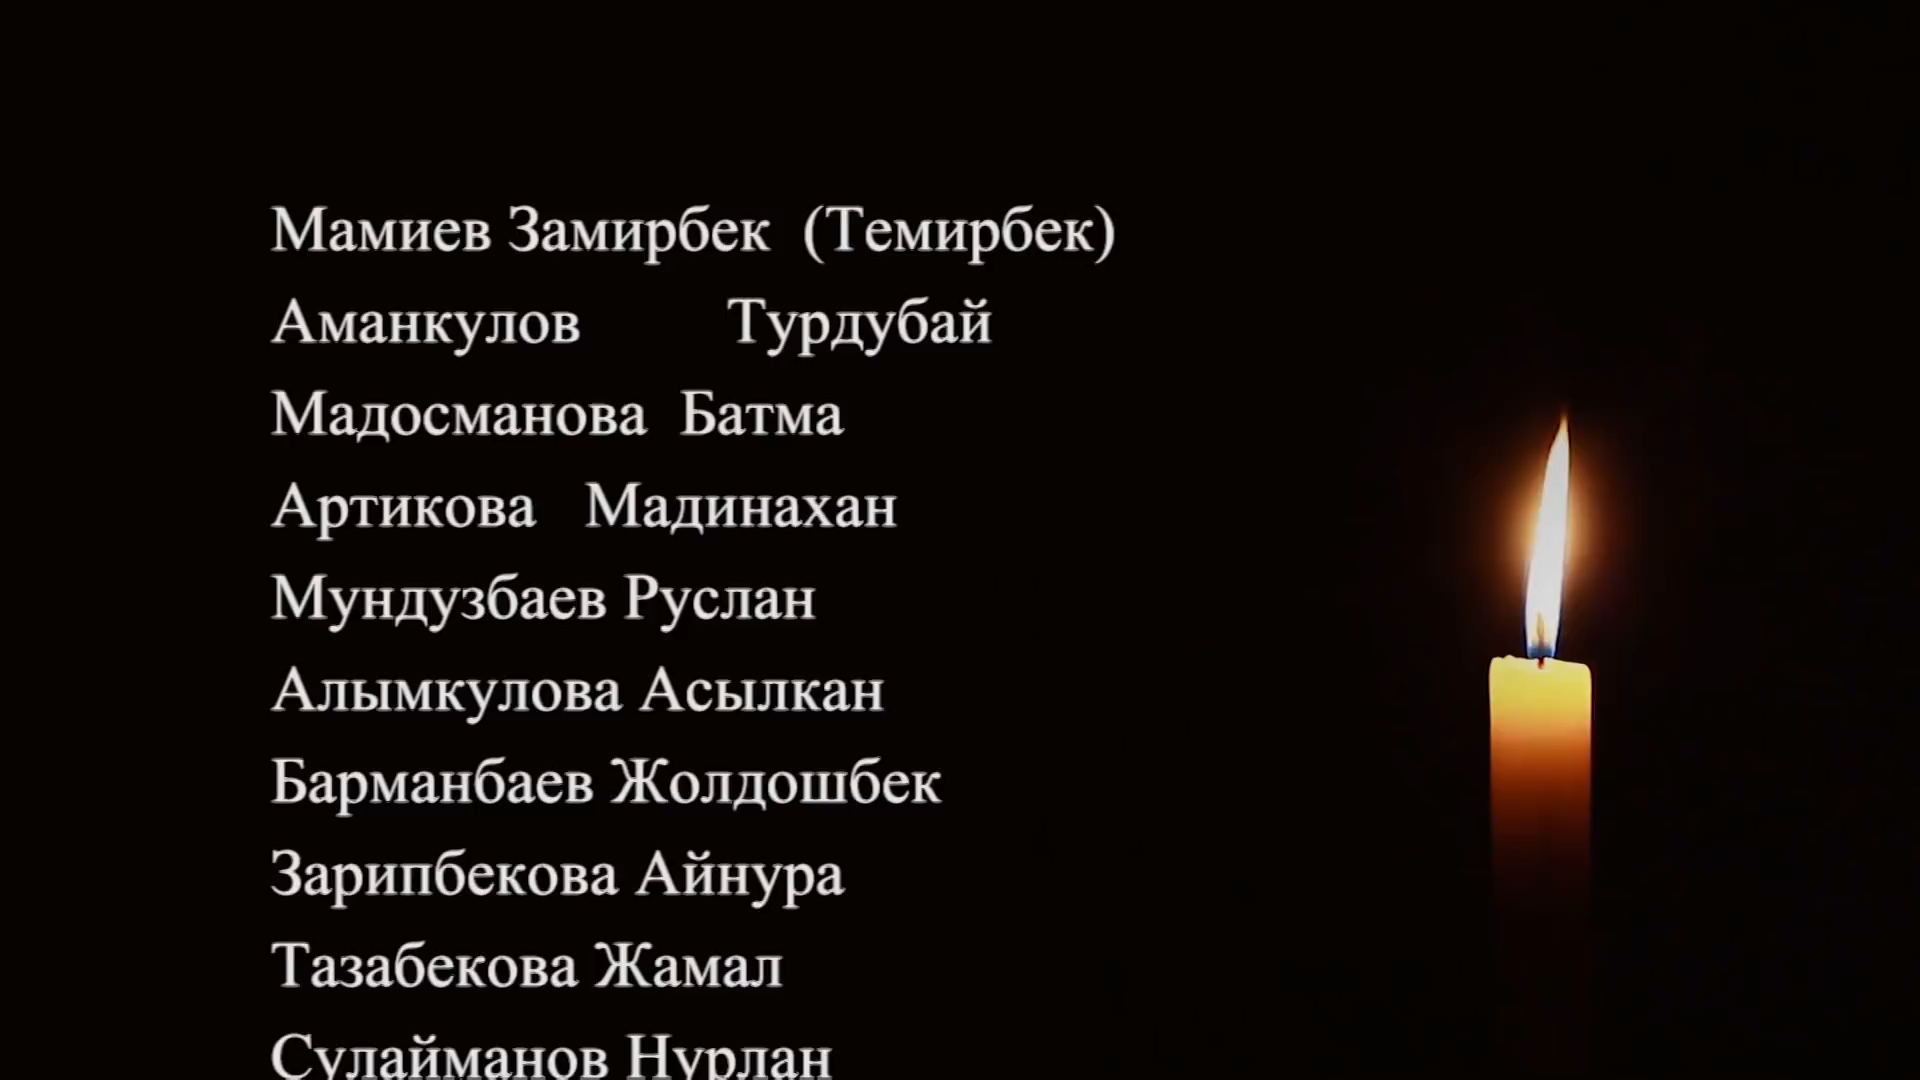 Мамиев Замирбек (Темирбек)
Аманкулов Турдубай
Мадосманова Батма
Артикова Мадинахан
Мундузбаев Руслан
Алымкулова Асылкан
Барманбаев Жолдошбек
Зарипбекова Айнура
Тазабекова Жамал
Сулайманов Нурлан